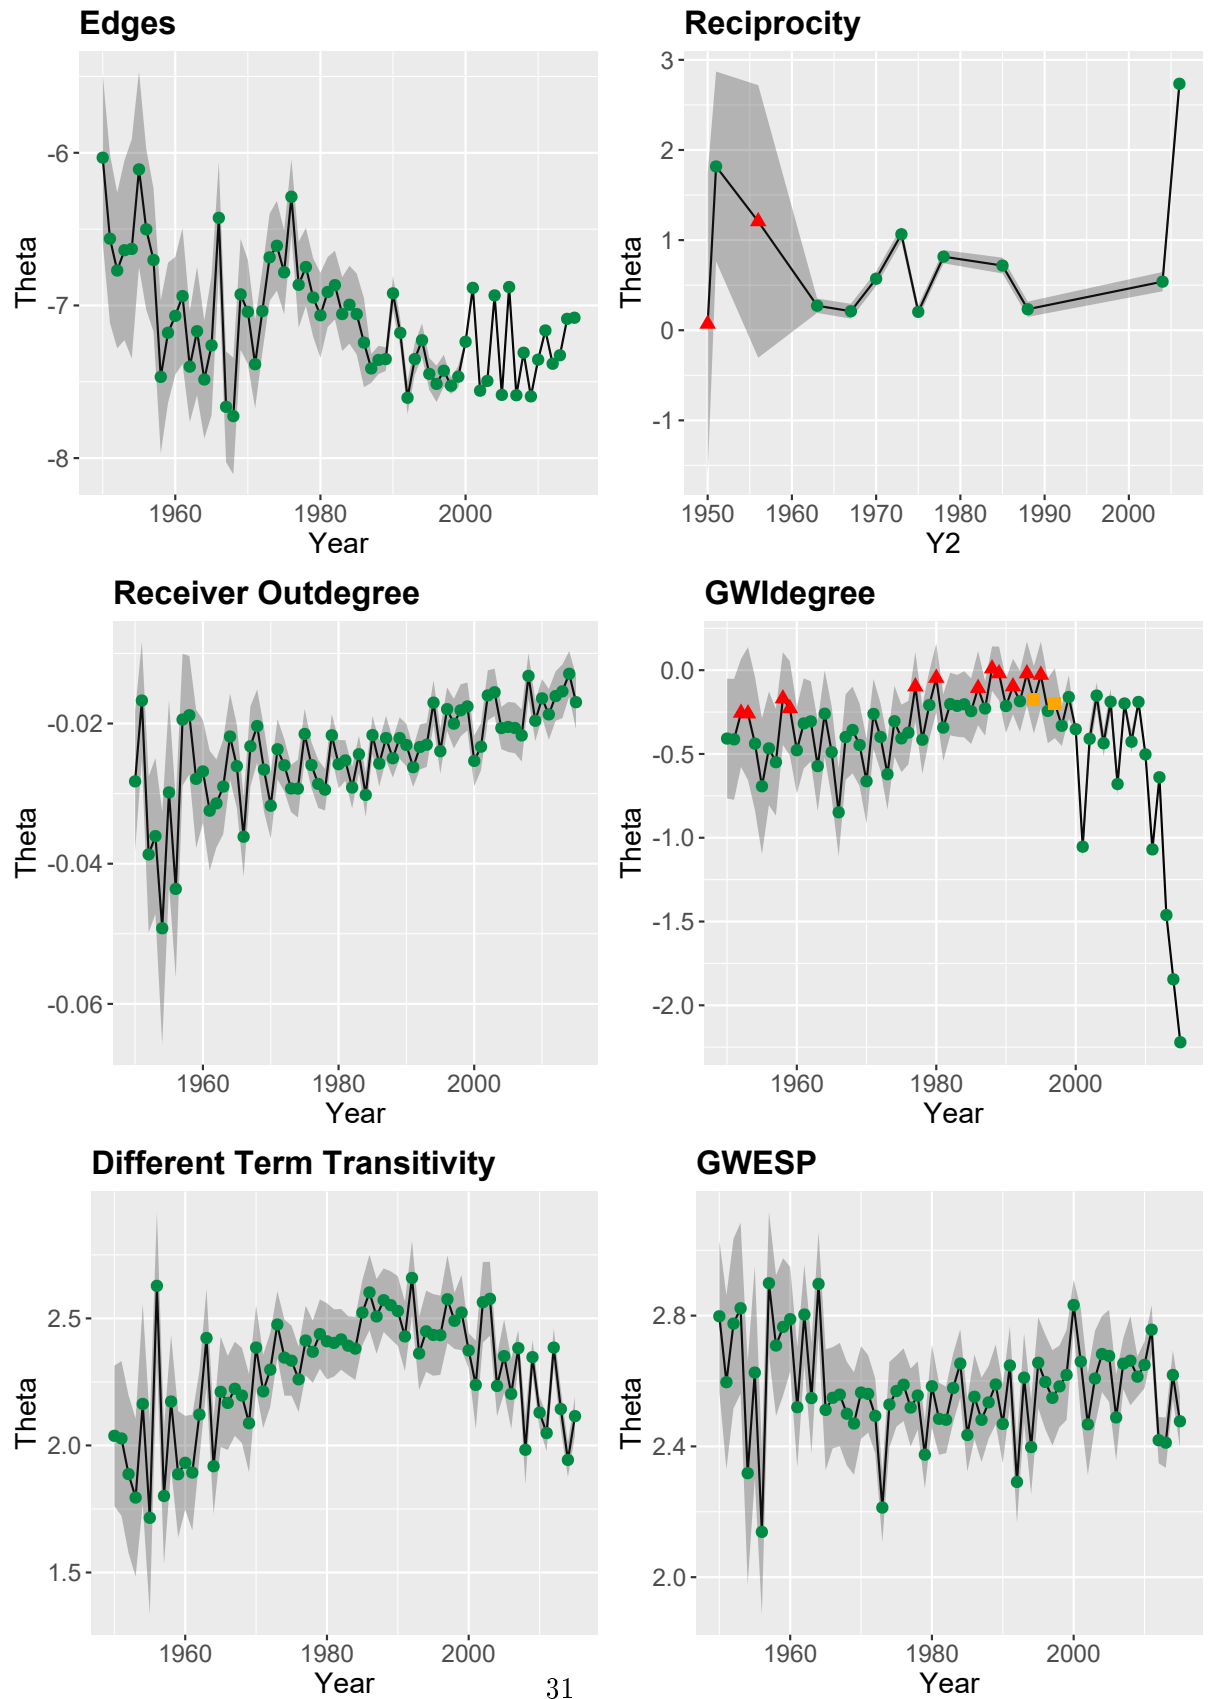 Edges
Theta
-6
-7
-8
1960 1980 2000
Year
Reciprocity
Theta
3
2
1
0
-1
1950 1960 1970 1980 1990 2000
Y2
Receiver Outdegree
Theta
-0.02
-0.04
-0.06
1960 1980 2000
Year
GWIdegree
Theta
0.0
-0.5
-1.0
-1.5
-2.0
1960 1980 2000
Year
Different Term Transitivity
Theta
2.5
2.0
1.5
1960 1980 2000
Year
GWESP
Theta
2.8
2.4
2.0
1960 1980 2000
Year
31